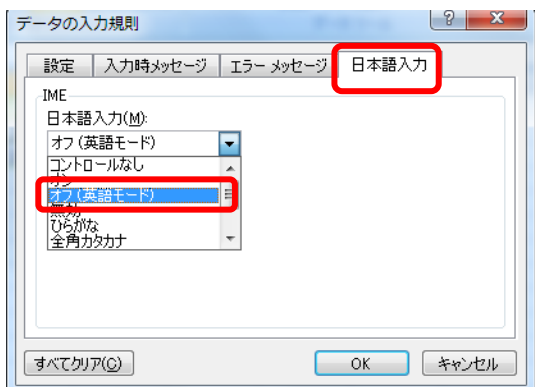 データの入力規則
設定 入力時メッセージ エラー メッセージ 日本語入力
IME
日本語入力(M):
オフ (英語モード)
コントロールなし
オン
オフ (英語モード)
無効
ひらがな
全角カタカナ
すべてクリア(C) OK キャンセル